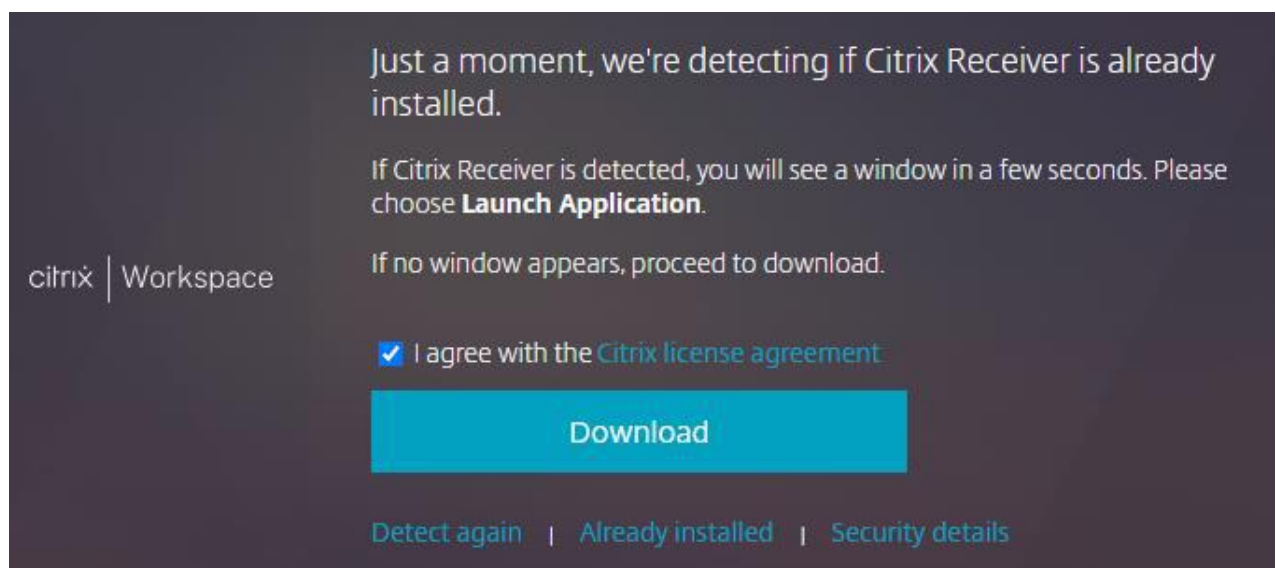 Just a moment, we're detecting if Citrix Receiver is already
installed.
If Citrix Receiver is detected, you will see a window in a few seconds. Please
choose Launch Application.
If no window appears, proceed to download.
citrix | Workspace
I agree with the Citrix license agreement
Download
Detect again | Already installed | Security details